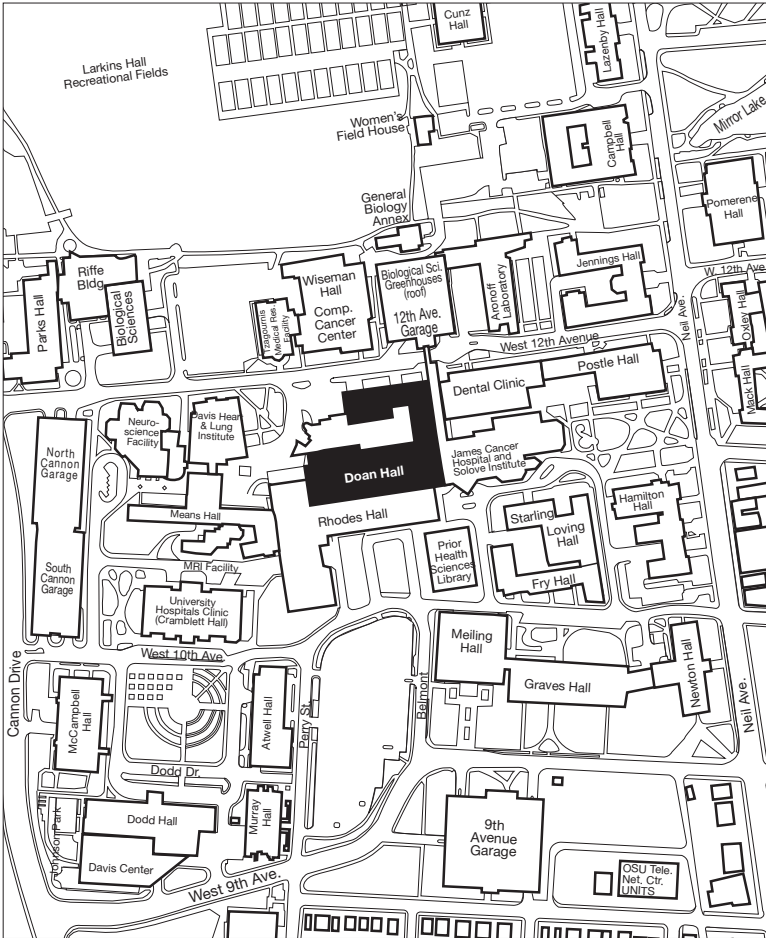 Cunz
Hall
Lazenby Hall
Larkins Hall
Recreational Fields
Women's
Field House
Campbell
Hall
Mirror Lake
General
Biology
Annex
Pomerene
Hall
Parks Hall
Riffe
Bldg.
Biological
Sciences
Wiseman
Hall
Comp.
Cancer
Center
Tzagournis
Medical Res.
Facility
Biological Sci.
Greenhouses
(roof)
12th Ave.
Garage
Aronoff
Laboratory
Jennings Hall
W. 12th Ave
Oxley Hall
Neil Ave.
West 12th Avenue
Postle Hall
Dental Clinic
Mack Hall
Neuro-
science
Facility
Davis Heart
& Lung
Institute
North
Cannon
Garage
Doan Hall
James Cancer
Hospital and
Solove Institute
Means Hall
Rhodes Hall
Starling
Loving
Hall
Hamilton
Hall
MRI Facility
Prior
Health
Sciences
Library
Fry Hall
South
Cannon
Garage
University
Hospitals Clinic
(Cramblett Hall)
Meiling
Hall
Graves Hall
Newton Hall
West 10th Ave.
Cannon Drive
McCampbell
Hall
Atwell Hall
Perry St.
Belmont
Neil Ave.
Dodd Dr.
Johnson Park
Dodd Hall
Davis Center
Murray
Hall
9th
Avenue
Garage
West 9th Ave.
OSU Tele.
Net. Ctr.
UNITS